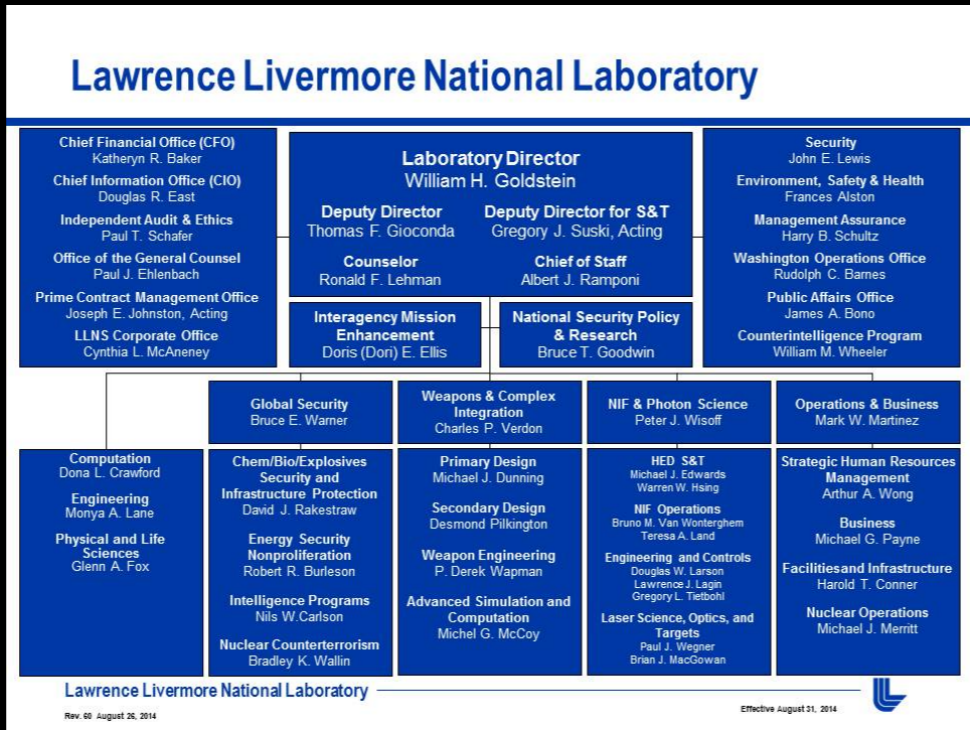 Lawrence Livermore National Laboratory
Chief Financial Office (CFO)
Katheryn R. Baker
Chief Information Office (CIO)
Douglas R. East
Independent Audit & Ethics
Paul T. Schafer
Office of the General Counsel
Paul J. Ehlenbach
Prime Contract Management Office
Joseph E. Johnston, Acting
LLNS Corporate Office
Cynthia L. McAneney
Laboratory Director
William H. Goldstein
Deputy Director
Thomas F. Gioconda
Deputy Director for S&T
Gregory J. Suski, Acting
Counselor
Ronald F. Lehman
Chief of Staff
Albert J. Ramponi
Security
John E. Lewis
Environment, Safety & Health
Frances Alston
Management Assurance
Harry B. Schultz
Washington Operations Office
Rudolph C. Barnes
Public Affairs Office
James A. Bono
Counterintelligence Program
William M. Wheeler
Interagency Mission
Enhancement
Doris (Dori) E. Ellis
National Security Policy
& Research
Bruce T. Goodwin
Global Security
Bruce E. Warner
Weapons & Complex
Integration
Charles P. Verdon
NIF & Photon Science
Peter J. Wisoff
Operations & Business
Mark W. Martinez
Computation
Dona L. Crawford
Engineering
Monya A. Lane
Physical and Life
Sciences
Glenn A. Fox
Chem/Bio/Explosives
Security and
Infrastructure Protection
David J. Rakestraw
Energy Security
Nonproliferation
Robert R. Burleson
Intelligence Programs
Nils W.Carlson
Nuclear Counterterrorism
Bradley K. Wallin
Primary Design
Michael J. Dunning
Secondary Design
Desmond Pilkington
Weapon Engineering
P. Derek Wapman
Advanced Simulation and
Computation
Michel G. McCoy
HED S&T
Michael J. Edwards
Warren W. Hsing
NIF Operations
Bruno M. Van Wonterghem
Teresa A. Land
Engineering and Controls
Douglas W. Larson
Lawrence J. Lagin
Gregory L. Tietbohl
Laser Science, Optics, and
Targets
Paul J. Wegner
Brian J. MacGowan
Strategic Human Resources
Management
Arthur A. Wong
Business
Michael G. Payne
Facilitiesand Infrastructure
Harold T. Conner
Nuclear Operations
Michael J. Merritt
Lawrence Livermore National Laboratory
Rev. 60 August 26, 2014
Effective August 31, 2014